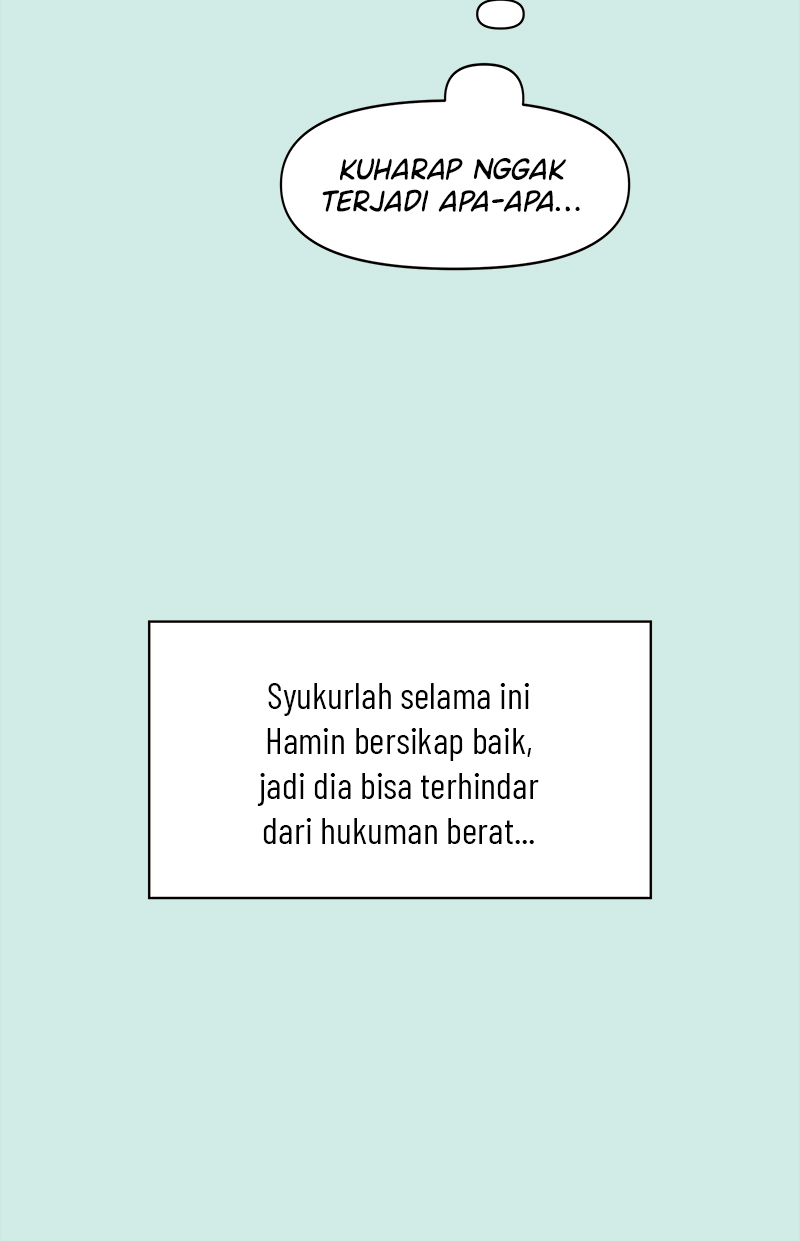 KUHARAP NGGAK
TERJADI APA-APA...
Syukurlah selama ini
Hamin bersikap baik,
jadi dia bisa terhindar
dari hukuman berat...